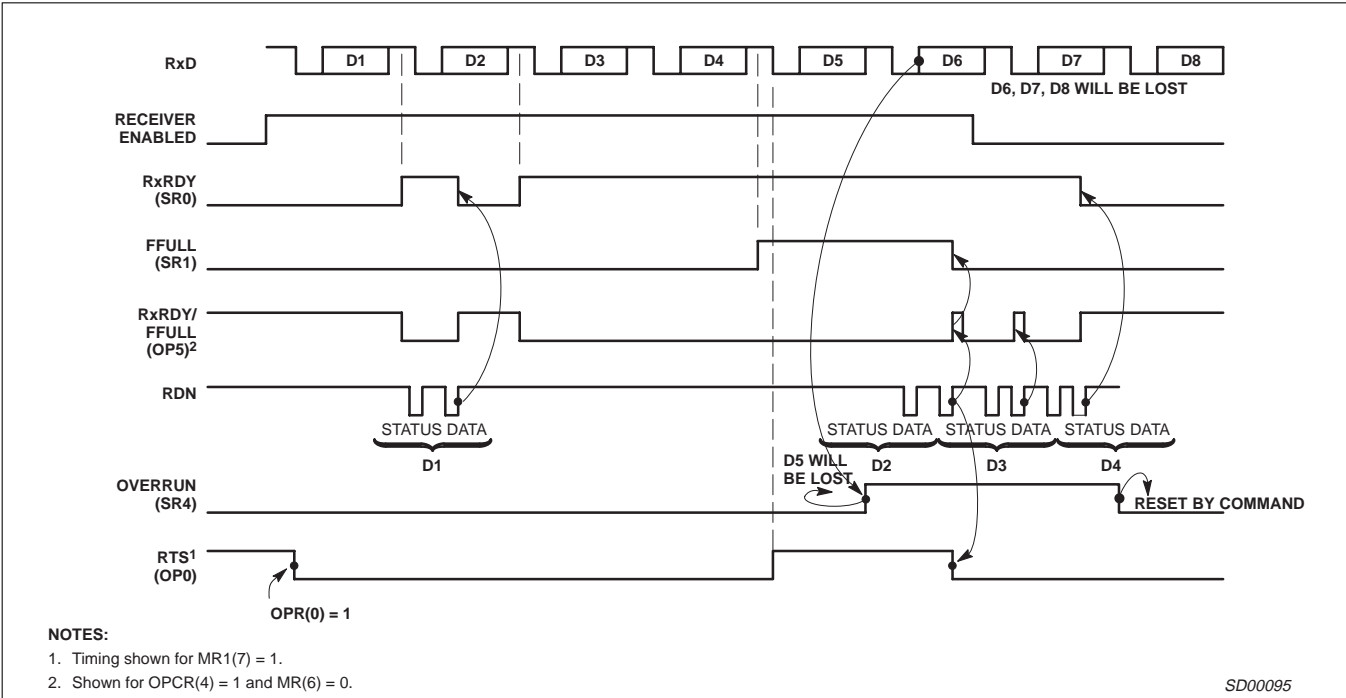 RxD
D1 D2 D3 D4 D5 D6 D7 D8
D6, D7, D8 WILL BE LOST
RECEIVER
ENABLED
RxRDY
(SR0)
FFULL
(SR1)
RxRDY/
FFULL
(OP5)2
RDN
STATUS DATA STATUS DATA STATUS DATA STATUS DATA
D1 D2 D3 D4
D5 WILL
BE LOST
OVERRUN
(SR4)
RESET BY COMMAND
RTS1
(OP0)
OPR(0) = 1
NOTES:
1. Timing shown for MR1(7) = 1.
2. Shown for OPCR(4) = 1 and MR(6) = 0.
SD00095